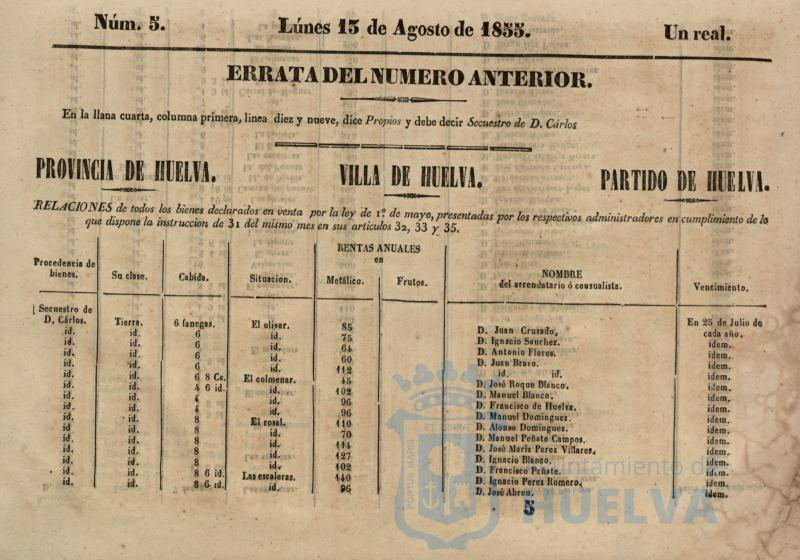 Núm. 5. Lúnes 13 de Agosto de 1855. Un real.
ERRATA DEL NUMERO ANTERIOR.
En la llana cuarta, columna primera, linea diez y nueve, dice Propios y debe decir Secuestro de D. Cárlos
PROVINCIA DE HUELVA. VILLA DE HUELVA. PARTIDO DE HUELVA.
RELACIONES de todos los bienes declarados en venta por la ley de 1.º de mayo, presentadas por los respectivos administradores en cumplimiento de lo
que dispone la instruccion de 31 del mismo mes en sus articulos 32, 33 y 35.
RENTAS ANUALES
en
Procedencia de bienes. Su clase. Cabida. Situacion. Metálico. Frutos. NOMBRE del arrendatario ó censualista. Vencimiento.
Secuestro de D. Cárlos. Tierra. 6 fanegas. El olivar. 85 D. Juan Cruzado, En 25 de Julio de cada año.
id. id. 6 id. 75 D. Ignacio Sanchez. idem.
id. id. 6 id. 64 D. Antonio Flores. idem.
id. id. 6 id. 60 D. Juan Bravo. idem.
id. id. 6 id. 112 id. id. idem.
id. id. 6 8 Cs. El colmenar. 45 D. José Roque Blanco. idem.
id. id. 4 6 id. id. 102 D. Manuel Blanco. idem.
id. id. 4 id. 96 D. Francisco de Huelva. idem.
id. id. 4 id. 96 D. Manuel Dominguez. idem.
id. id. 8 El rosal. 110 D. Alonso Dominguez. idem.
id. id. 8 id. 70 D. Manuel Peñate Campos. idem.
id. id. 8 id. 114 D. José Maria Perez Villares. idem.
id. id. 8 id. 127 D. Ignacio Blanco. idem.
id. id. 8 id. 102 D. Francisco Peñate. idem.
id. id. 8 6 id. Las escaleras. 140 D. Ignacio Perez Romero. idem.
id. id. 8 6 id. id. 96 D. José Abreu. idem.
5
PORTUS MARIS
Ayuntamiento de
HUELVA